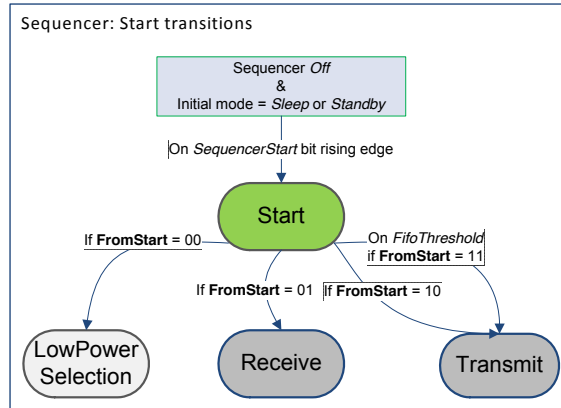 Sequencer: Start transitions
Sequencer Off
&
Initial mode = Sleep or Standby
On SequencerStart bit rising edge
Start
If FromStart = 00
On FifoThreshold
if FromStart = 11
If FromStart = 01
If FromStart = 10
LowPower
Selection
Receive
Transmit